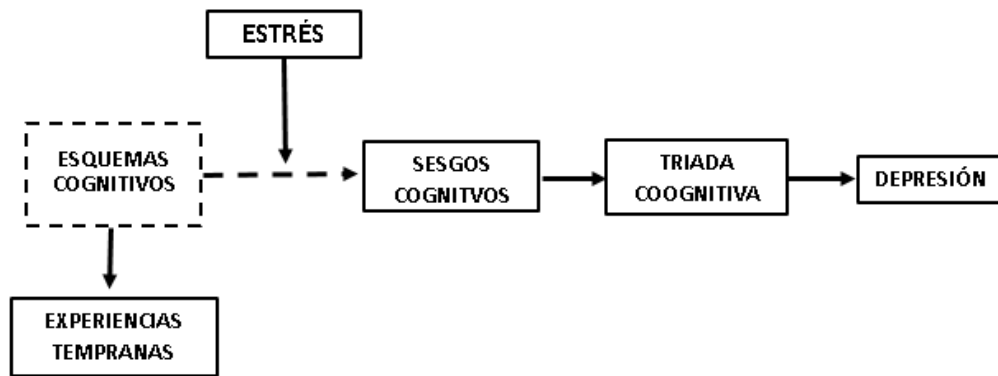 ESTRÉS
ESQUEMAS
COGNITIVOS
SESGOS
COGNITVOS
TRIADA
COOGNITIVA
DEPRESIÓN
EXPERIENCIAS
TEMPRANAS